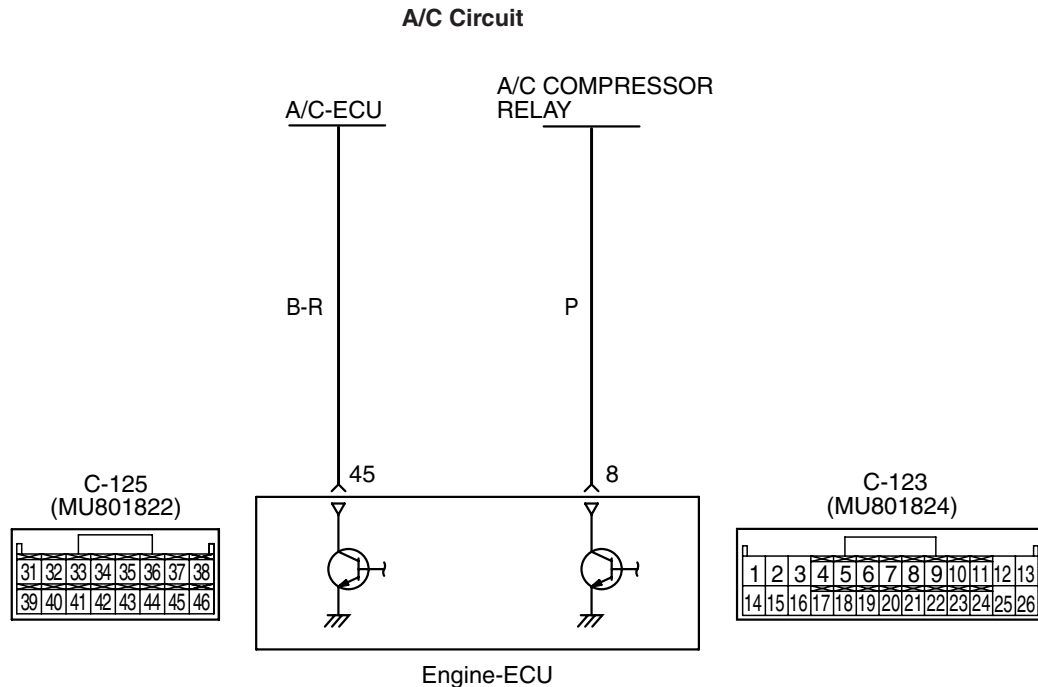 A/C Circuit
A/C-ECU
A/C COMPRESSOR
RELAY
B-R
P
45
8
C-125
(MU801822)
31 32 33 34 35 36 37 38
39 40 41 42 43 44 45 46
C-123
(MU801824)
1 2 3 4 5 6 7 8 9 10 11 12 13
14 15 16 17 18 19 20 21 22 23 24 25 26
Engine-ECU